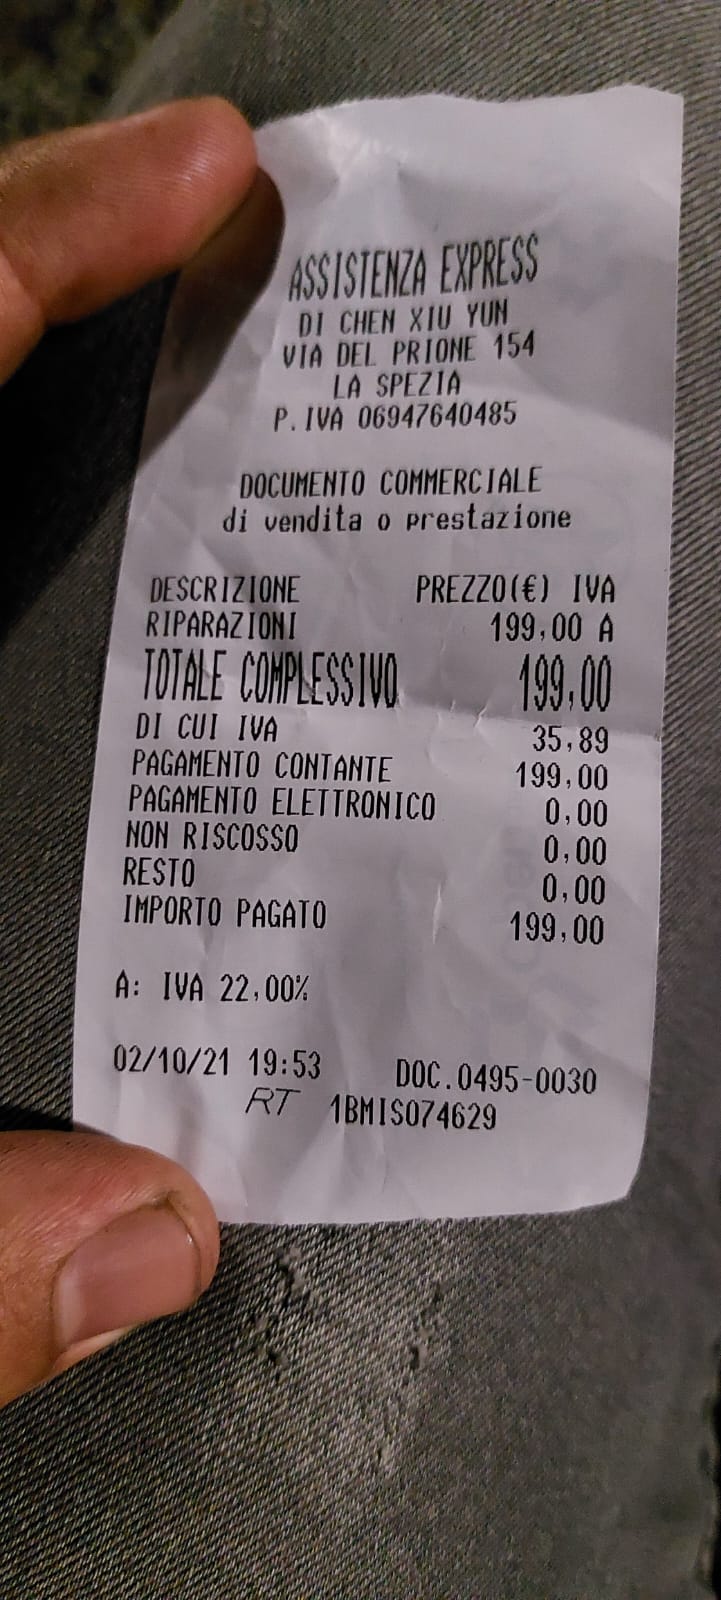 ASSISTENZA EXPRESS
DI CHEN XIU YUN
VIA DEL PRIONE 154
LA SPEZIA
P.IVA 06947640485
DOCUMENTO COMMERCIALE
di vendita o prestazione
DESCRIZIONE PREZZO(€) IVA
RIPARAZIONI 199,00 A
TOTALE COMPLESSIVO 199,00
DI CUI IVA 35,89
PAGAMENTO CONTANTE 199,00
PAGAMENTO ELETTRONICO 0,00
NON RISCOSSO 0,00
RESTO 0,00
IMPORTO PAGATO 199,00
A: IVA 22,00%
02/10/21 19:53 DOC.0495-0030
RT 1BMIS074629